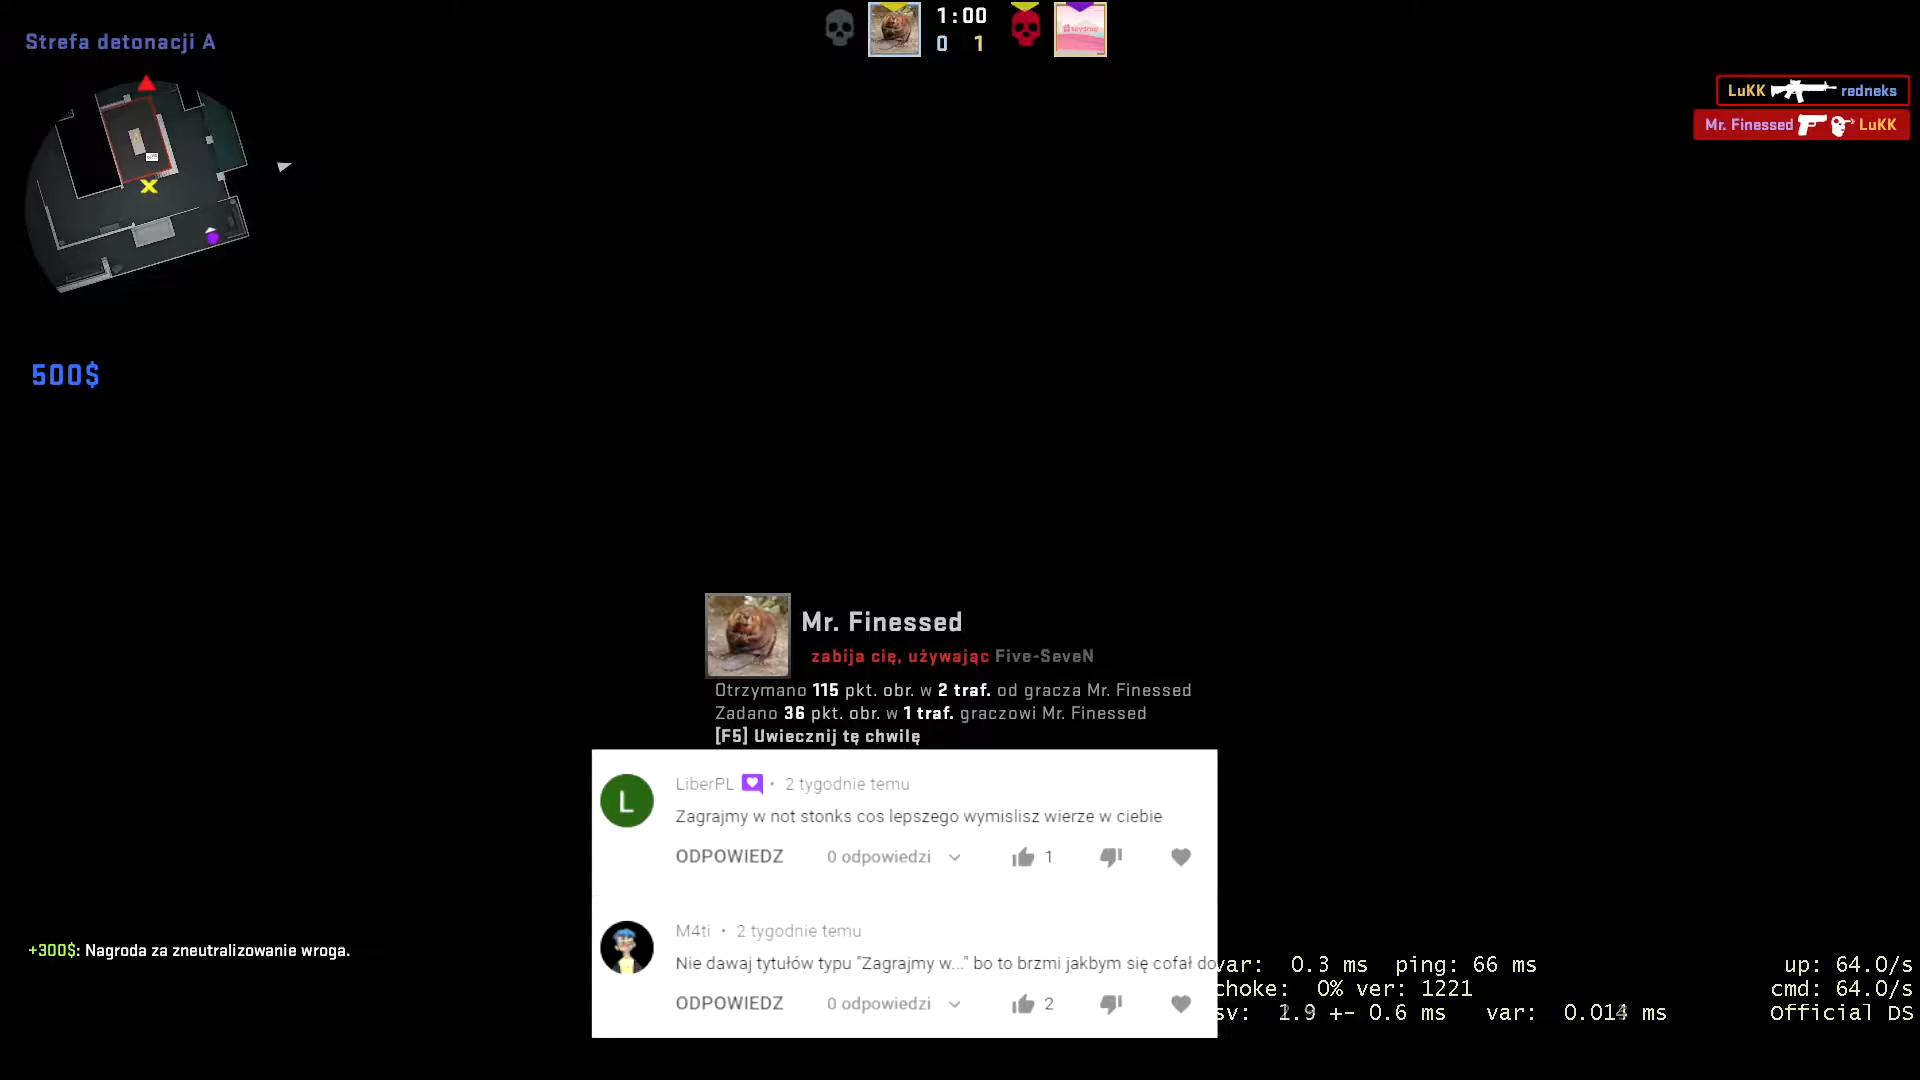 Strefa detonacji A
1:00
0 1
LuKK redneks
Mr. Finessed LuKK
500$
Mr. Finessed
zabija cię, używając Five-SeveN
Otrzymano 115 pkt. obr. w 2 traf. od gracza Mr. Finessed
Zadano 36 pkt. obr. w 1 traf. graczowi Mr. Finessed
[F5] Uwiecznij tę chwilę
L
LiberPL • 2 tygodnie temu
Zagrajmy w not stonks cos lepszego wymislisz wierze w ciebie
ODPOWIEDZ 0 odpowiedzi 1
M4ti • 2 tygodnie temu
Nie dawaj tytułów typu "Zagrajmy w..." bo to brzmi jakbym się cofał do
ODPOWIEDZ 0 odpowiedzi 2
+300$: Nagroda za zneutralizowanie wroga.
var: 0.3 ms ping: 66 ms up: 64.0/s
choke: 0% ver: 1221 cmd: 64.0/s
sv: +- 0.6 ms var: ms Official DS